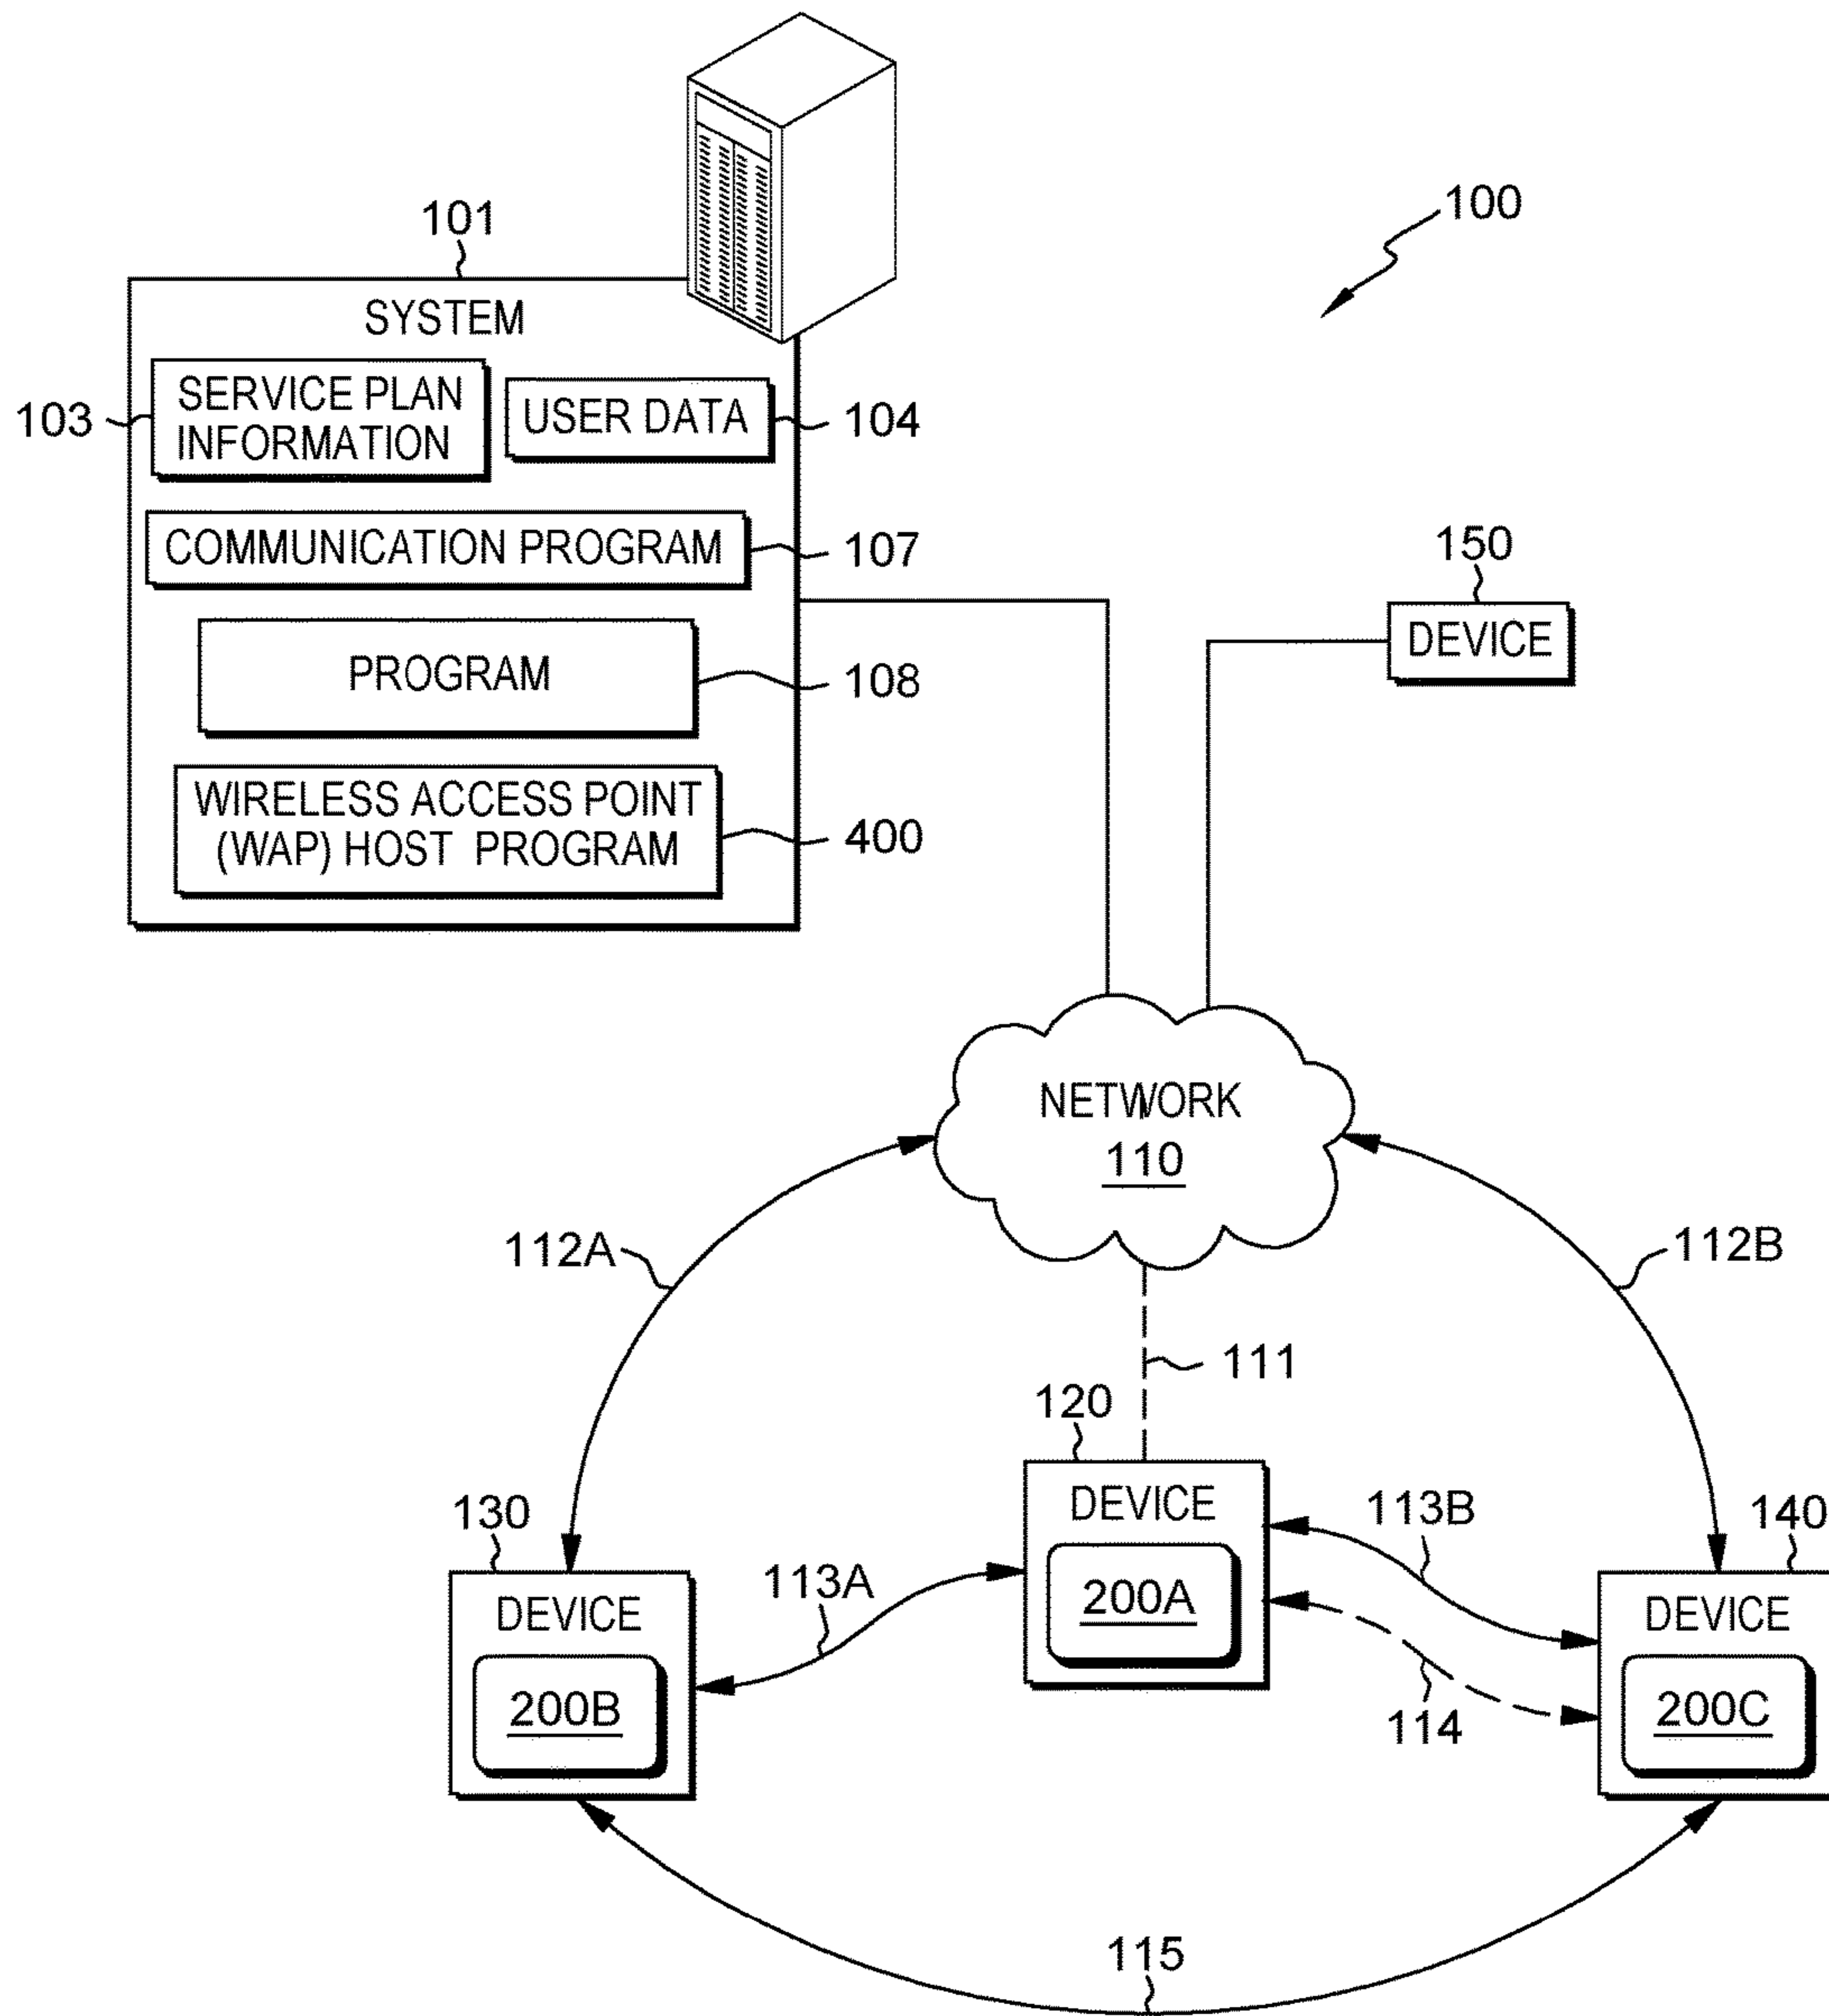 100
101
SYSTEM
SERVICE PLAN
INFORMATION
103
USER DATA
104
COMMUNICATION PROGRAM
107
PROGRAM
108
WIRELESS ACCESS POINT
(WAP) HOST PROGRAM
400
150
DEVICE
NETWORK
110
112A
112B
111
120
DEVICE
200A
130
DEVICE
200B
113A
113B
114
140
DEVICE
200C
115